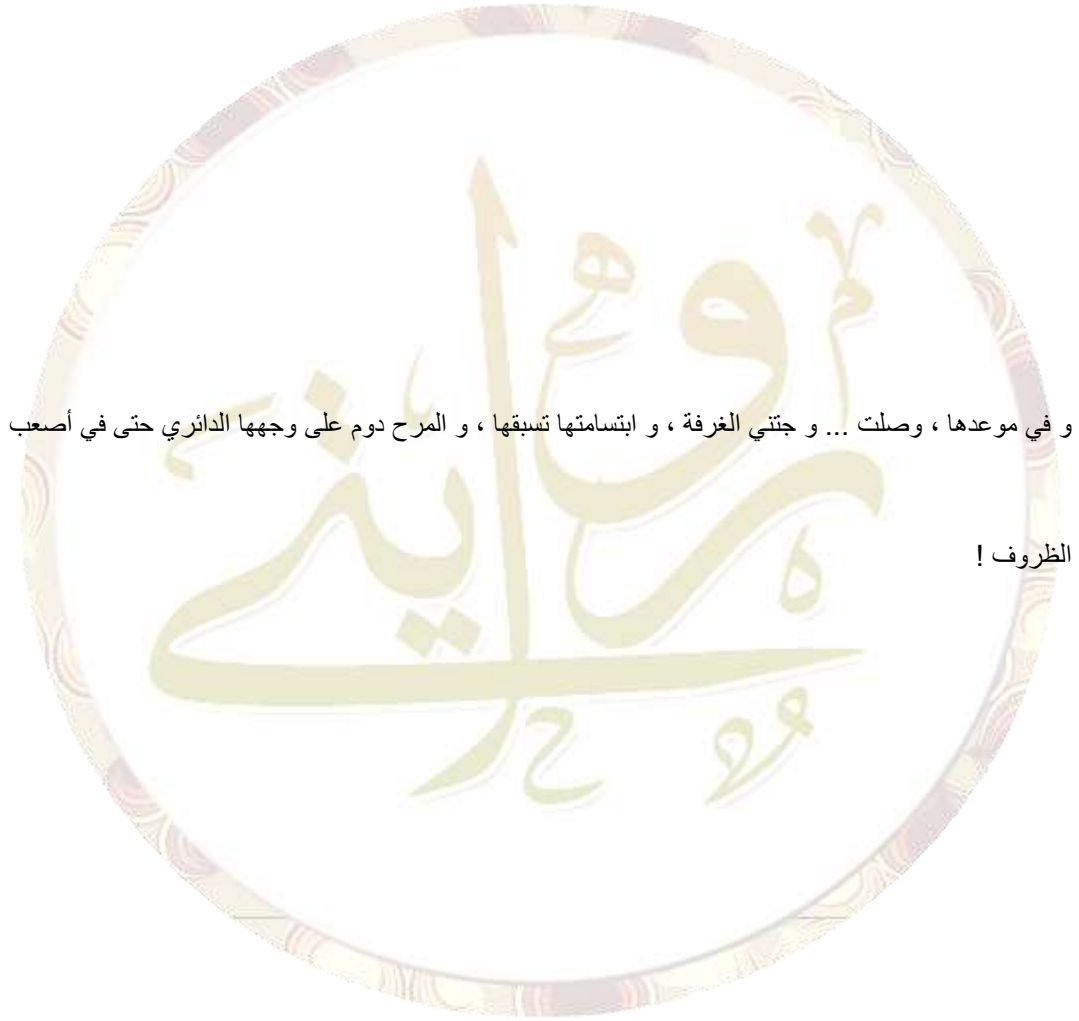 و في موعدها ، وصلت ... و جتني الغرفة ، و ابتسامتها تسبقها ، و المرح دوم على وجهها الدائري حتى في أصعب
الظروف !